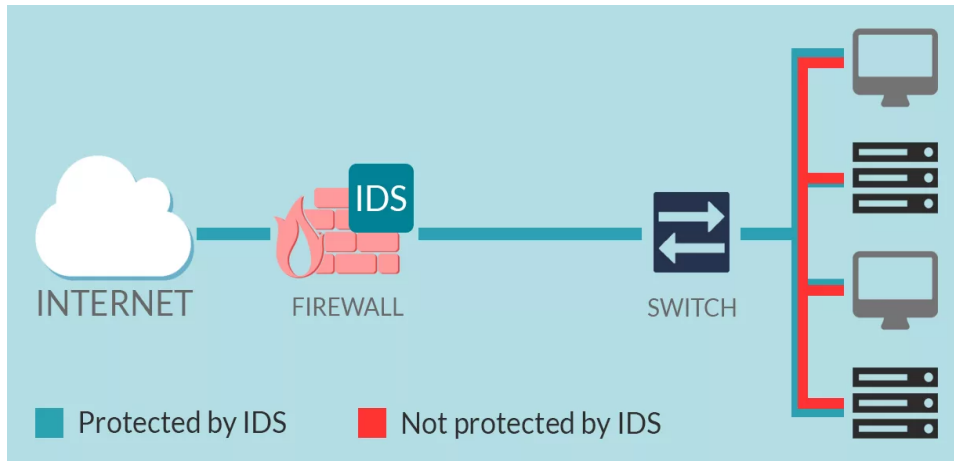 IDS
INTERNET
FIREWALL
SWITCH
Protected by IDS
Not protected by IDS